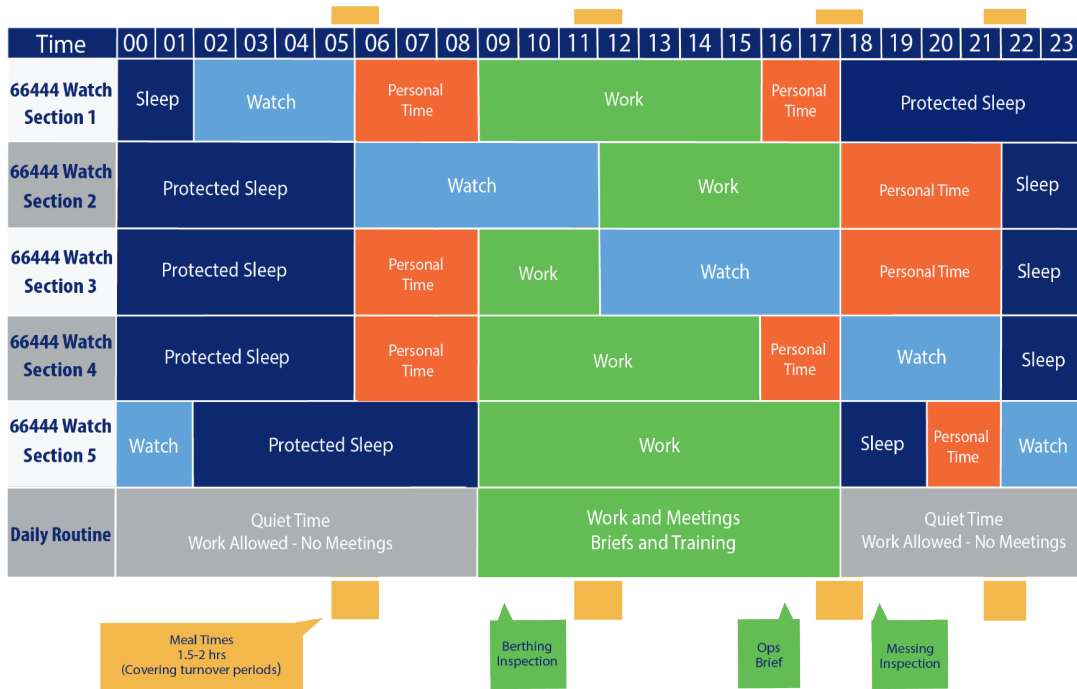 Time 00 01 02 03 04 05 06 07 08 09 10 11 12 13 14 15 16 17 18 19 20 21 22 23
66444 Watch
Section 1
Sleep
Watch
Personal
Time
Work
Personal
Time
Protected Sleep
66444 Watch
Section 2
Protected Sleep
Watch
Work
Personal Time
Sleep
66444 Watch
Section 3
Protected Sleep
Personal
Time
Work
Watch
Personal Time
Sleep
66444 Watch
Section 4
Protected Sleep
Personal
Time
Work
Personal
Time
Watch
Sleep
66444 Watch
Section 5
Watch
Protected Sleep
Work
Sleep
Personal
Time
Watch
Daily Routine
Quiet Time
Work Allowed - No Meetings
Work and Meetings
Briefs and Training
Quiet Time
Work Allowed - No Meetings
Meal Times
1.5-2 hrs
(Covering turnover periods)
Berthing
Inspection
Ops
Brief
Messing
Inspection